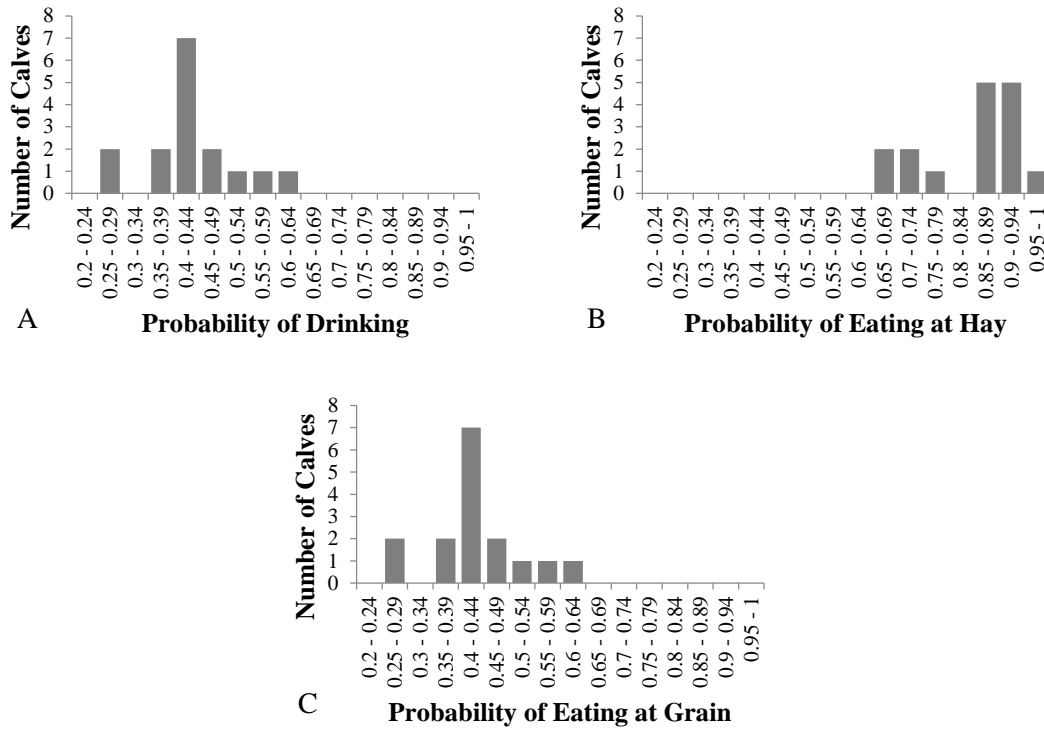 Number of Calves
8
7
6
5
4
3
2
1
0
0.2 - 0.24
0.25 - 0.29
0.3 - 0.34
0.35 - 0.39
0.4 - 0.44
0.45 - 0.49
0.5 - 0.54
0.55 - 0.59
0.6 - 0.64
0.65 - 0.69
0.7 - 0.74
0.75 - 0.79
0.8 - 0.84
0.85 - 0.89
0.9 - 0.94
0.95 - 1
A
Probability of Drinking
Number of Calves
8
7
6
5
4
3
2
1
0
0.2 - 0.24
0.25 - 0.29
0.3 - 0.34
0.35 - 0.39
0.4 - 0.44
0.45 - 0.49
0.5 - 0.54
0.55 - 0.59
0.6 - 0.64
0.65 - 0.69
0.7 - 0.74
0.75 - 0.79
0.8 - 0.84
0.85 - 0.89
0.9 - 0.94
0.95 - 1
B
Probability of Eating at Hay
Number of Calves
8
7
6
5
4
3
2
1
0
0.2 - 0.24
0.25 - 0.29
0.3 - 0.34
0.35 - 0.39
0.4 - 0.44
0.45 - 0.49
0.5 - 0.54
0.55 - 0.59
0.6 - 0.64
0.65 - 0.69
0.7 - 0.74
0.75 - 0.79
0.8 - 0.84
0.85 - 0.89
0.9 - 0.94
0.95 - 1
C
Probability of Eating at Grain